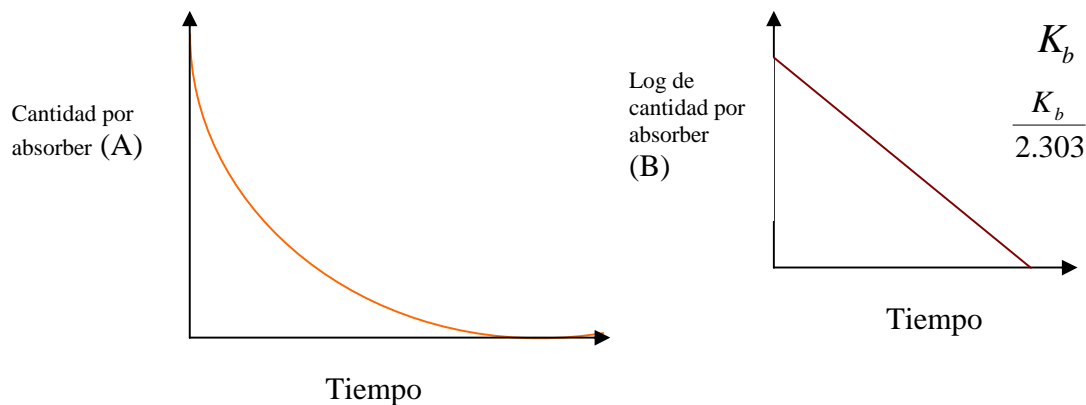 Cantidad por
absorber (A)
Tiempo
Log de
cantidad por
absorber
(B)
K_b
K_b
2.303
Tiempo